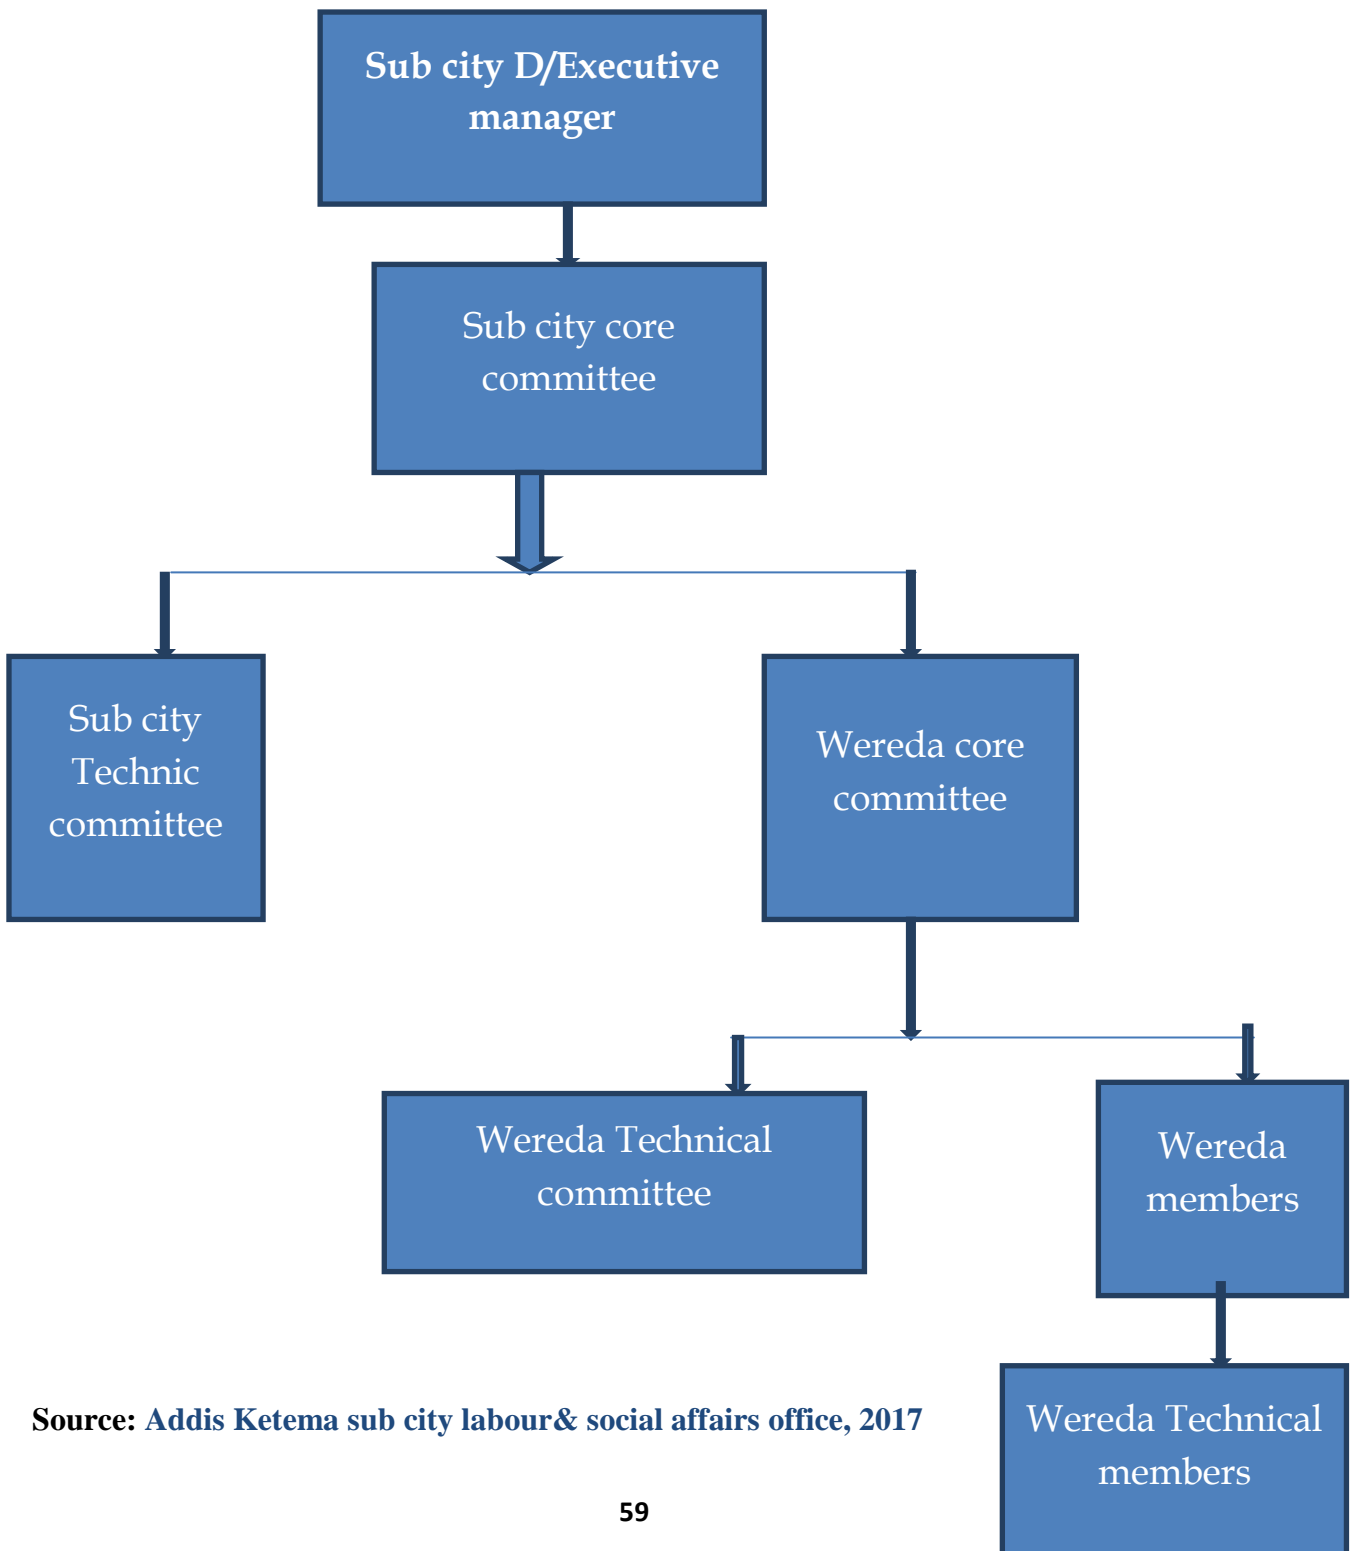 Sub city D/Executive
manager
Sub city core
committee
Sub city
Technic
committee
Wereda core
committee
Wereda Technical
committee
Wereda
members
Wereda Technical
members
Source: Addis Ketema sub city labour& social affairs office, 2017
59